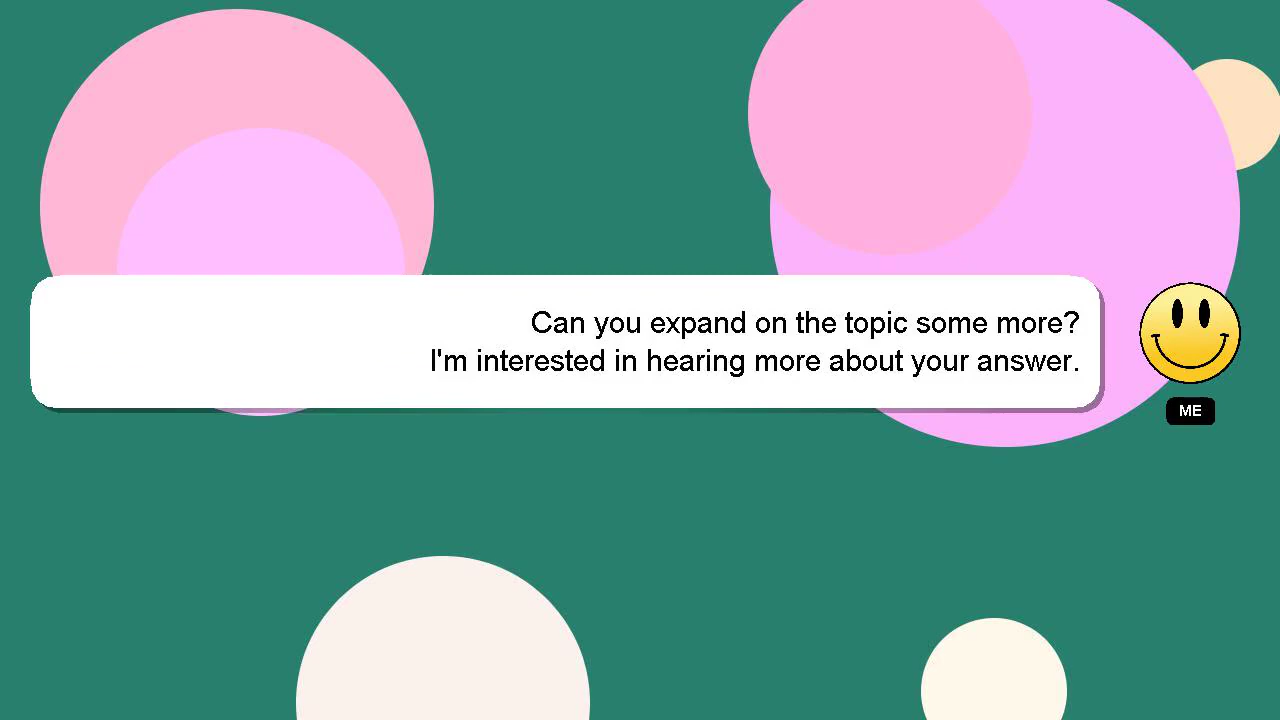 Can you expand on the topic some more?
I'm interested in hearing more about your answer.
ME